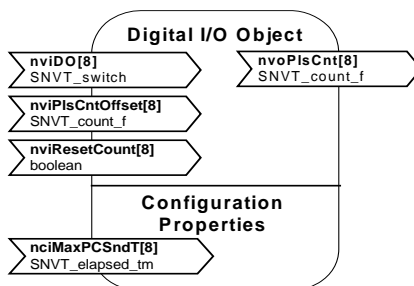 Digital I/O Object
nviDO[8]
SNVT_switch
nvoPlsCnt[8]
SNVT_count_f
nviPlsCntOffset[8]
SNVT_count_f
nviResetCount[8]
boolean
Configuration
Properties
nciMaxPCSndT[8]
SNVT_elapsed_tm